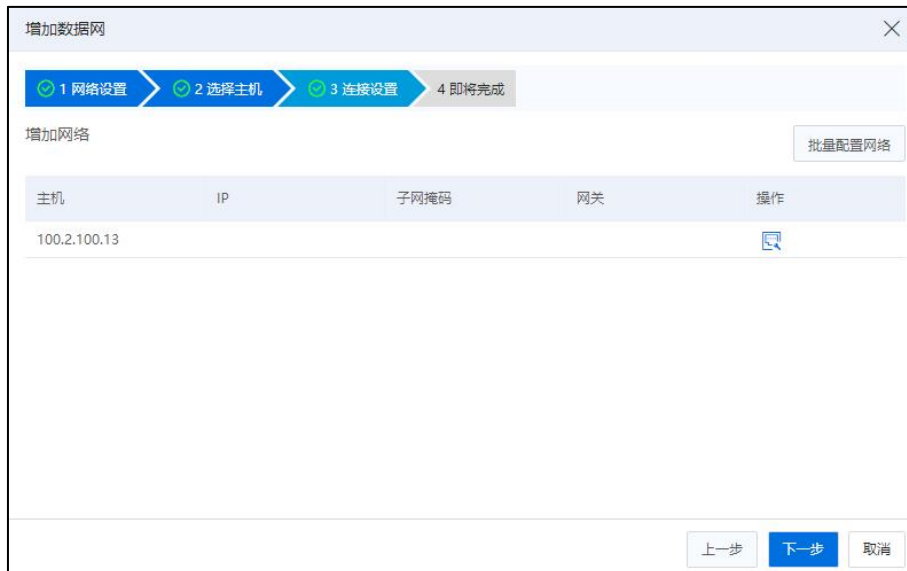 增加数据网
1 网络设置 2 选择主机 3 连接设置 4 即将完成
增加网络
批量配置网络
主机 IP 子网掩码 网关 操作
100.2.100.13
上一步 下一步 取消